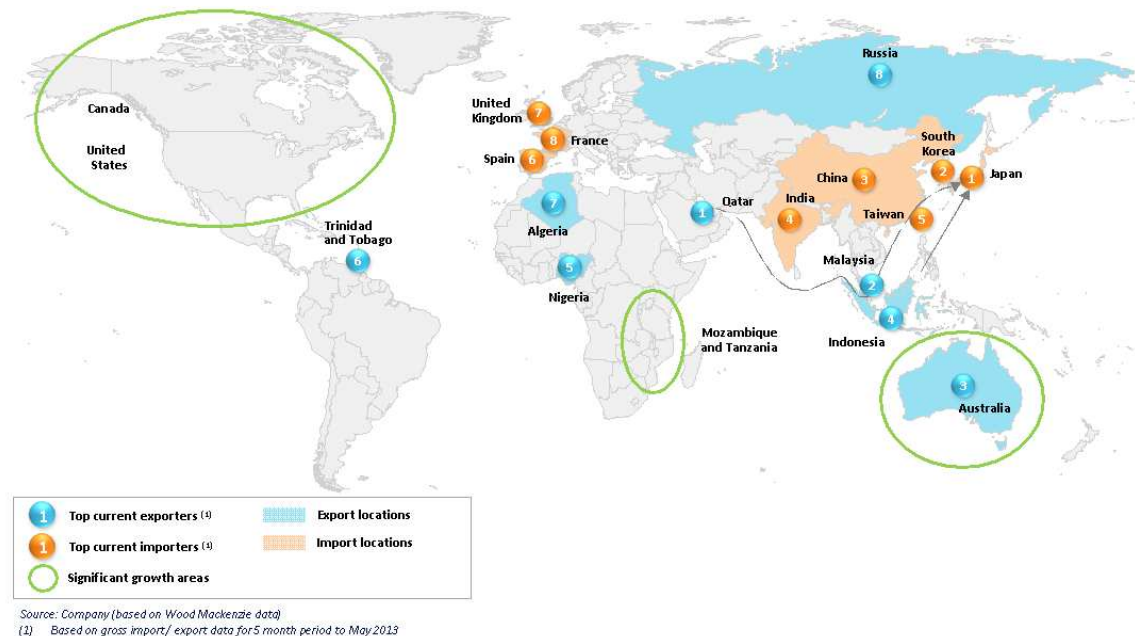 Russia
8
Canada
United
States
United
Kingdom
7
8
France
Spain
6
South
Korea
2
1
Japan
China
3
India
4
Taiwan
5
Qatar
1
7
Algeria
Trinidad
and Tobago
6
5
Nigeria
Malaysia
2
4
Indonesia
Mozambique
and Tanzania
3
Australia
1 Top current exporters (1)
Export locations
1 Top current importers (1)
Import locations
Significant growth areas
Source: Company (based on Wood Mackenzie data)
(1) Based on gross import/ export data for 5 month period to May 2013